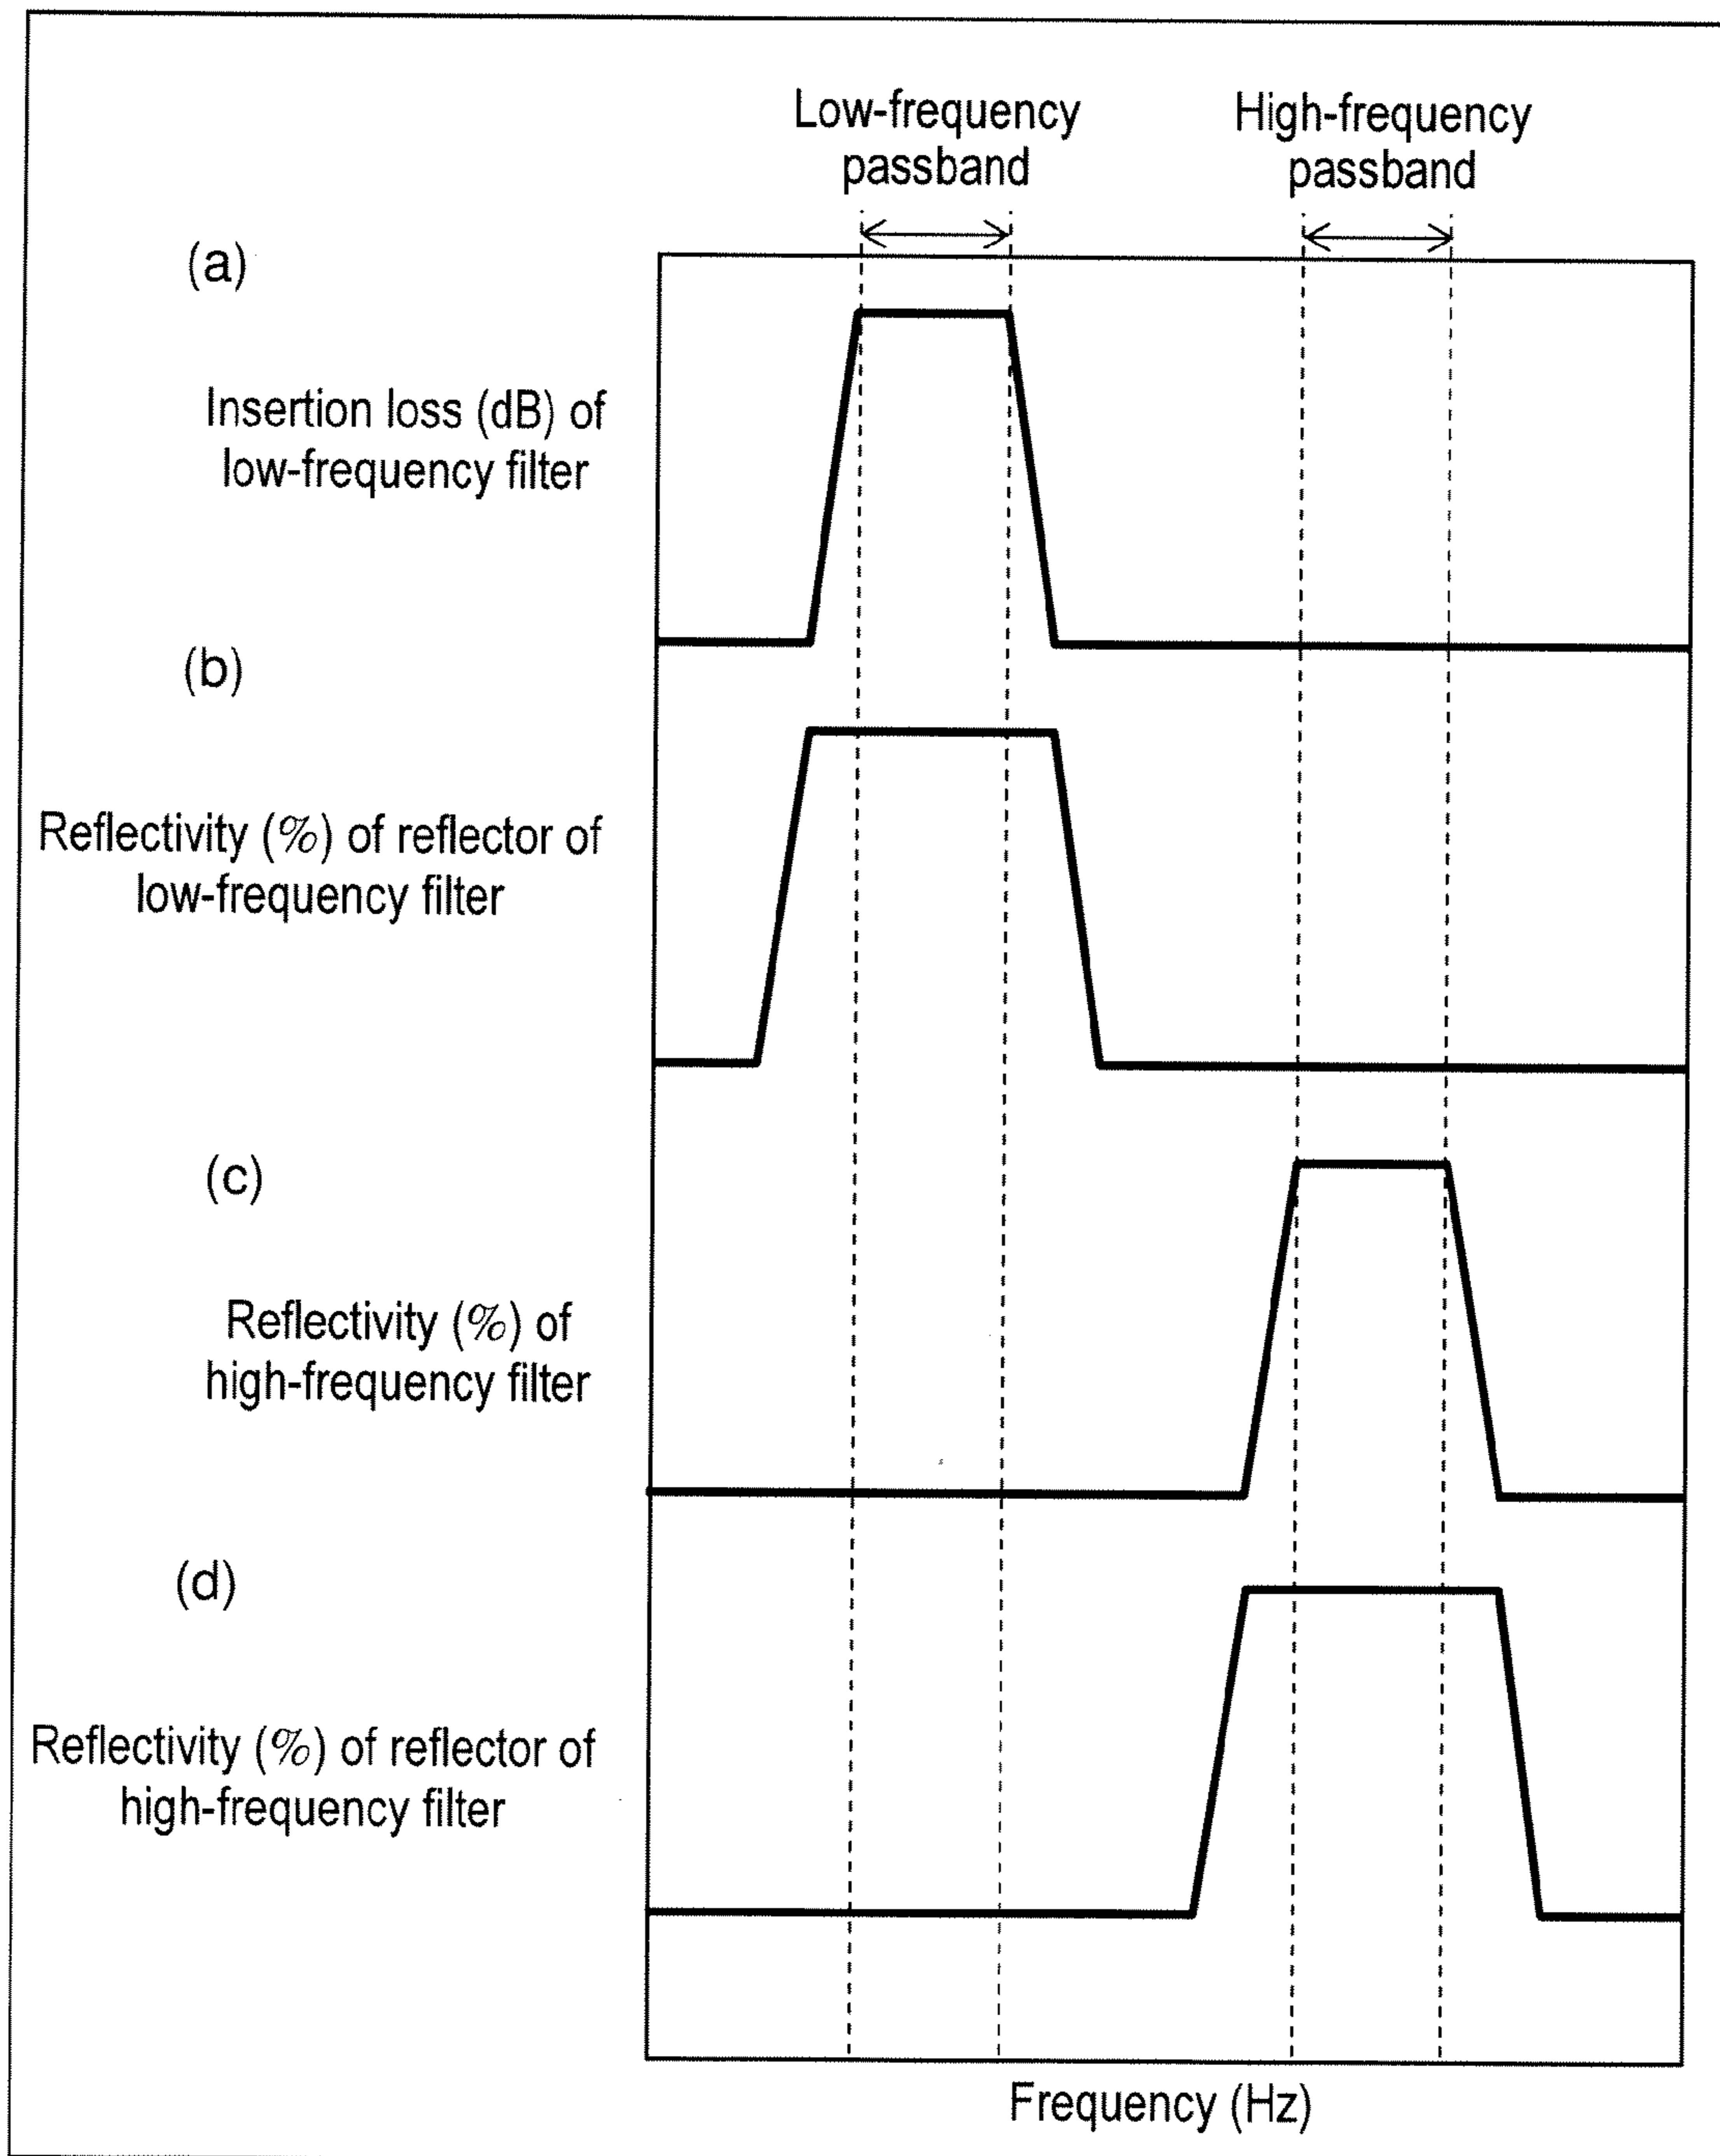 Low-frequency
passband
High-frequency
passband
(a)
Insertion loss (dB) of
low-frequency filter
(b)
Reflectivity (%) of reflector of
low-frequency filter
(c)
Reflectivity (%) of
high-frequency filter
(d)
Reflectivity (%) of reflector of
high-frequency filter
Frequency (Hz)